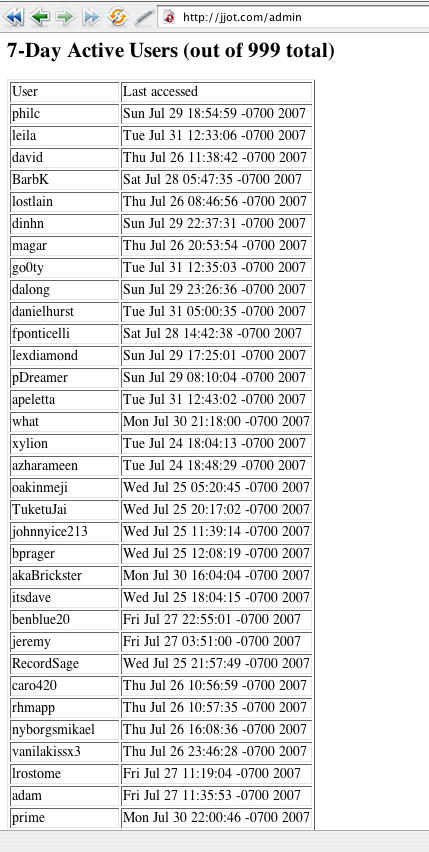 http://jjot.com/admin
7-Day Active Users (out of 999 total)
User Last accessed
philc Sun Jul 29 18:54:59 -0700 2007
leila Tue Jul 31 12:33:06 -0700 2007
david Thu Jul 26 11:38:42 -0700 2007
BarbK Sat Jul 28 05:47:35 -0700 2007
lostlain Thu Jul 26 08:46:56 -0700 2007
dinhn Sun Jul 29 22:37:31 -0700 2007
magar Thu Jul 26 20:53:54 -0700 2007
go0ty Tue Jul 31 12:35:03 -0700 2007
dalong Sun Jul 29 23:26:36 -0700 2007
danielhurst Tue Jul 31 05:00:35 -0700 2007
fponticelli Sat Jul 28 14:42:38 -0700 2007
lexdiamond Sun Jul 29 17:25:01 -0700 2007
pDreamer Sun Jul 29 08:10:04 -0700 2007
apeletta Tue Jul 31 12:43:02 -0700 2007
what Mon Jul 30 21:18:00 -0700 2007
xylion Tue Jul 24 18:04:13 -0700 2007
azharameen Tue Jul 24 18:48:29 -0700 2007
oakinmeji Wed Jul 25 05:20:45 -0700 2007
TuketuJai Wed Jul 25 20:17:02 -0700 2007
johnnyice213 Wed Jul 25 11:39:14 -0700 2007
bprager Wed Jul 25 12:08:19 -0700 2007
akaBrickster Mon Jul 30 16:04:04 -0700 2007
itsdave Wed Jul 25 18:04:15 -0700 2007
benblue20 Fri Jul 27 22:55:01 -0700 2007
jeremy Fri Jul 27 03:51:00 -0700 2007
RecordSage Wed Jul 25 21:57:49 -0700 2007
caro420 Thu Jul 26 10:56:59 -0700 2007
rhmapp Thu Jul 26 10:57:35 -0700 2007
nyborgsmikael Thu Jul 26 16:08:36 -0700 2007
vanilakissx3 Thu Jul 26 23:46:28 -0700 2007
lrostome Fri Jul 27 11:19:04 -0700 2007
adam Fri Jul 27 11:35:53 -0700 2007
prime Mon Jul 30 22:00:46 -0700 2007